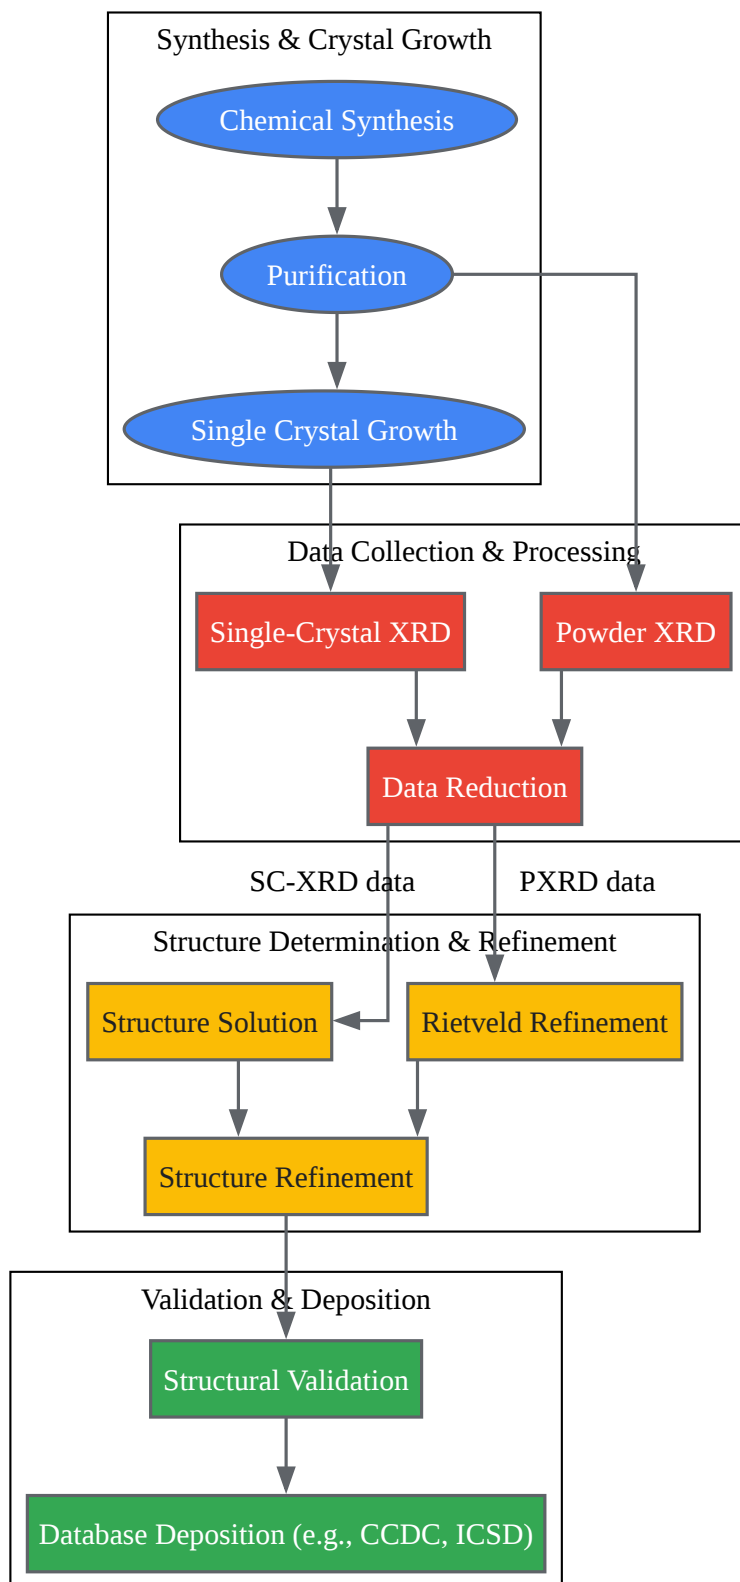 Synthesis & Crystal Growth
Chemical Synthesis
Purification
Single Crystal Growth
Data Collection & Processing
Single-Crystal XRD
Powder XRD
Data Reduction
SC-XRD data
PXRD data
Structure Determination & Refinement
Structure Solution
Rietveld Refinement
Structure Refinement
Validation & Deposition
Structural Validation
Database Deposition (e.g., CCDC, ICSD)